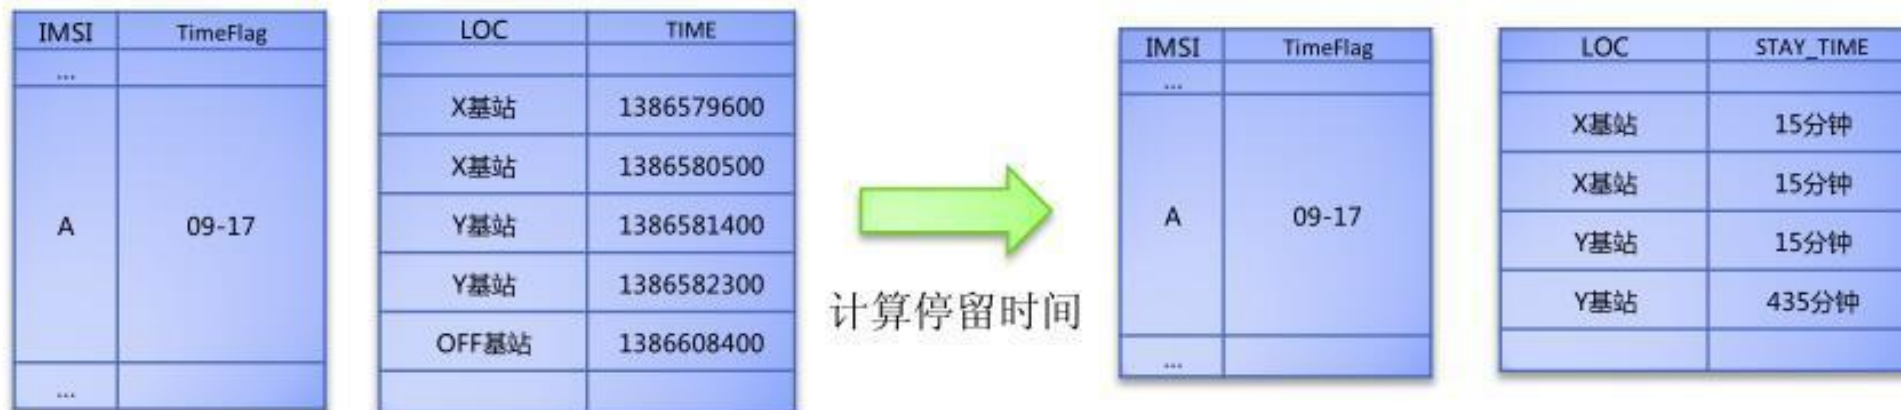 IMSI TimeFlag
...
A 09-17
...
LOC TIME
X基站 1386579600
X基站 1386580500
Y基站 1386581400
Y基站 1386582300
OFF基站 1386608400
计算停留时间
IMSI TimeFlag
...
A 09-17
...
LOC STAY_TIME
X基站 15分钟
X基站 15分钟
Y基站 15分钟
Y基站 435分钟